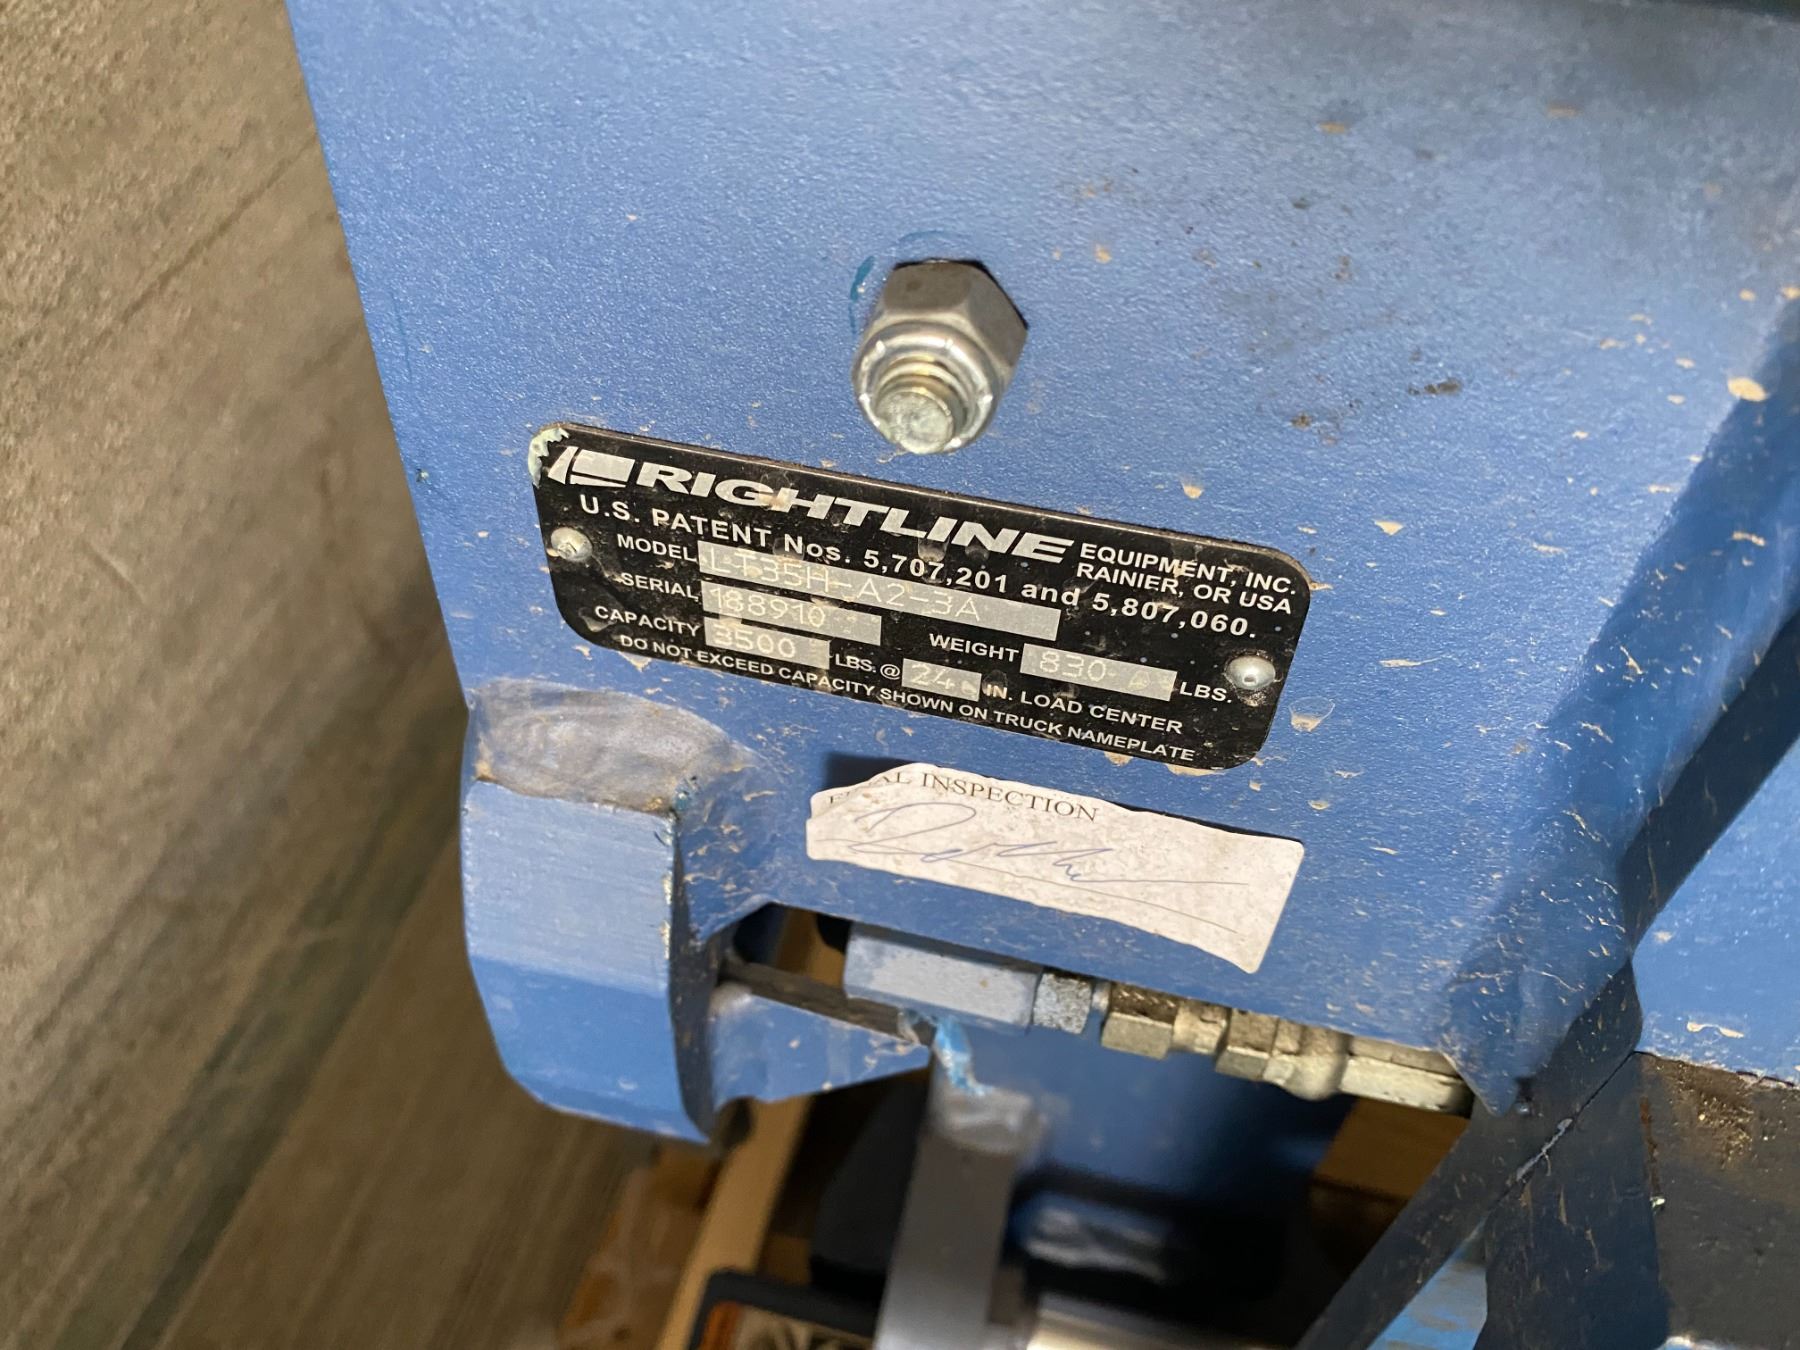 RIGHTLINE EQUIPMENT, INC.
RAINIER, OR USA
U.S. PATENT Nos. 5,707,201 and 5,807,060.
MODEL LT35H-A2-3A
SERIAL 188910 WEIGHT 830 LBS.
CAPACITY 3500 LBS. @ 24 IN. LOAD CENTER
DO NOT EXCEED CAPACITY SHOWN ON TRUCK NAMEPLATE
INSPECTION